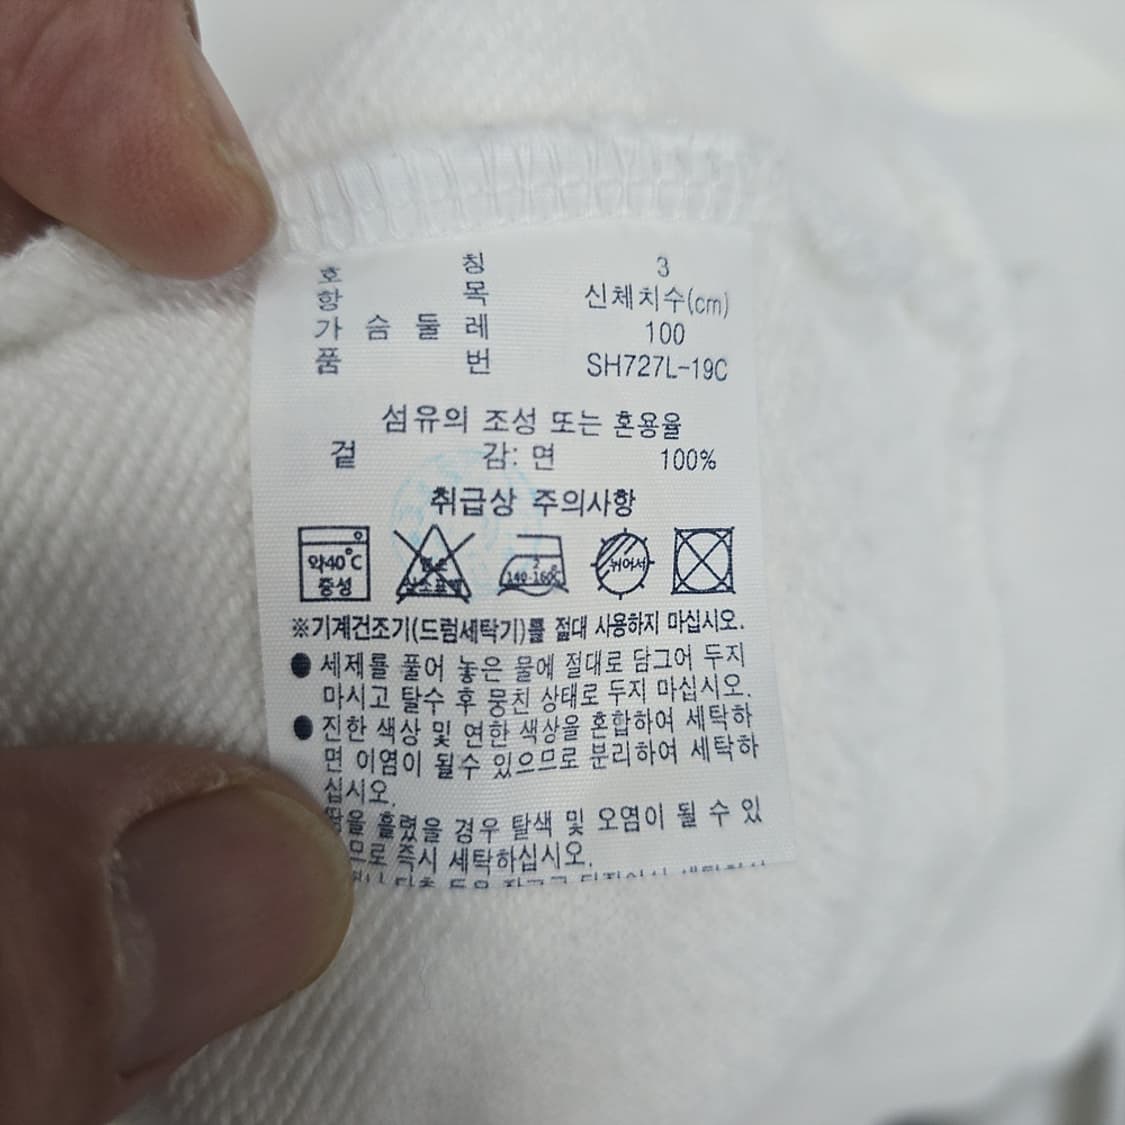 호 칭 3
항 목 신체치수(cm)
가 슴 둘 레 100
품 번 SH727L-19C
섬유의 조성 또는 혼용율
겉 감: 면 100%
취급상 주의사항
약40℃
중성
염소
산소표백
2
140-160℃
뉘어서
※기계건조기(드럼세탁기)를 절대 사용하지 마십시오.
● 세제를 풀어 놓은 물에 절대로 담그어 두지
마시고 탈수 후 뭉친 상태로 두지 마십시오.
● 진한 색상 및 연한 색상을 혼합하여 세탁하
면 이염이 될수 있으므로 분리하여 세탁하
십시오.
땀을 흘렸을 경우 탈색 및 오염이 될 수 있
므로 즉시 세탁하십시오.